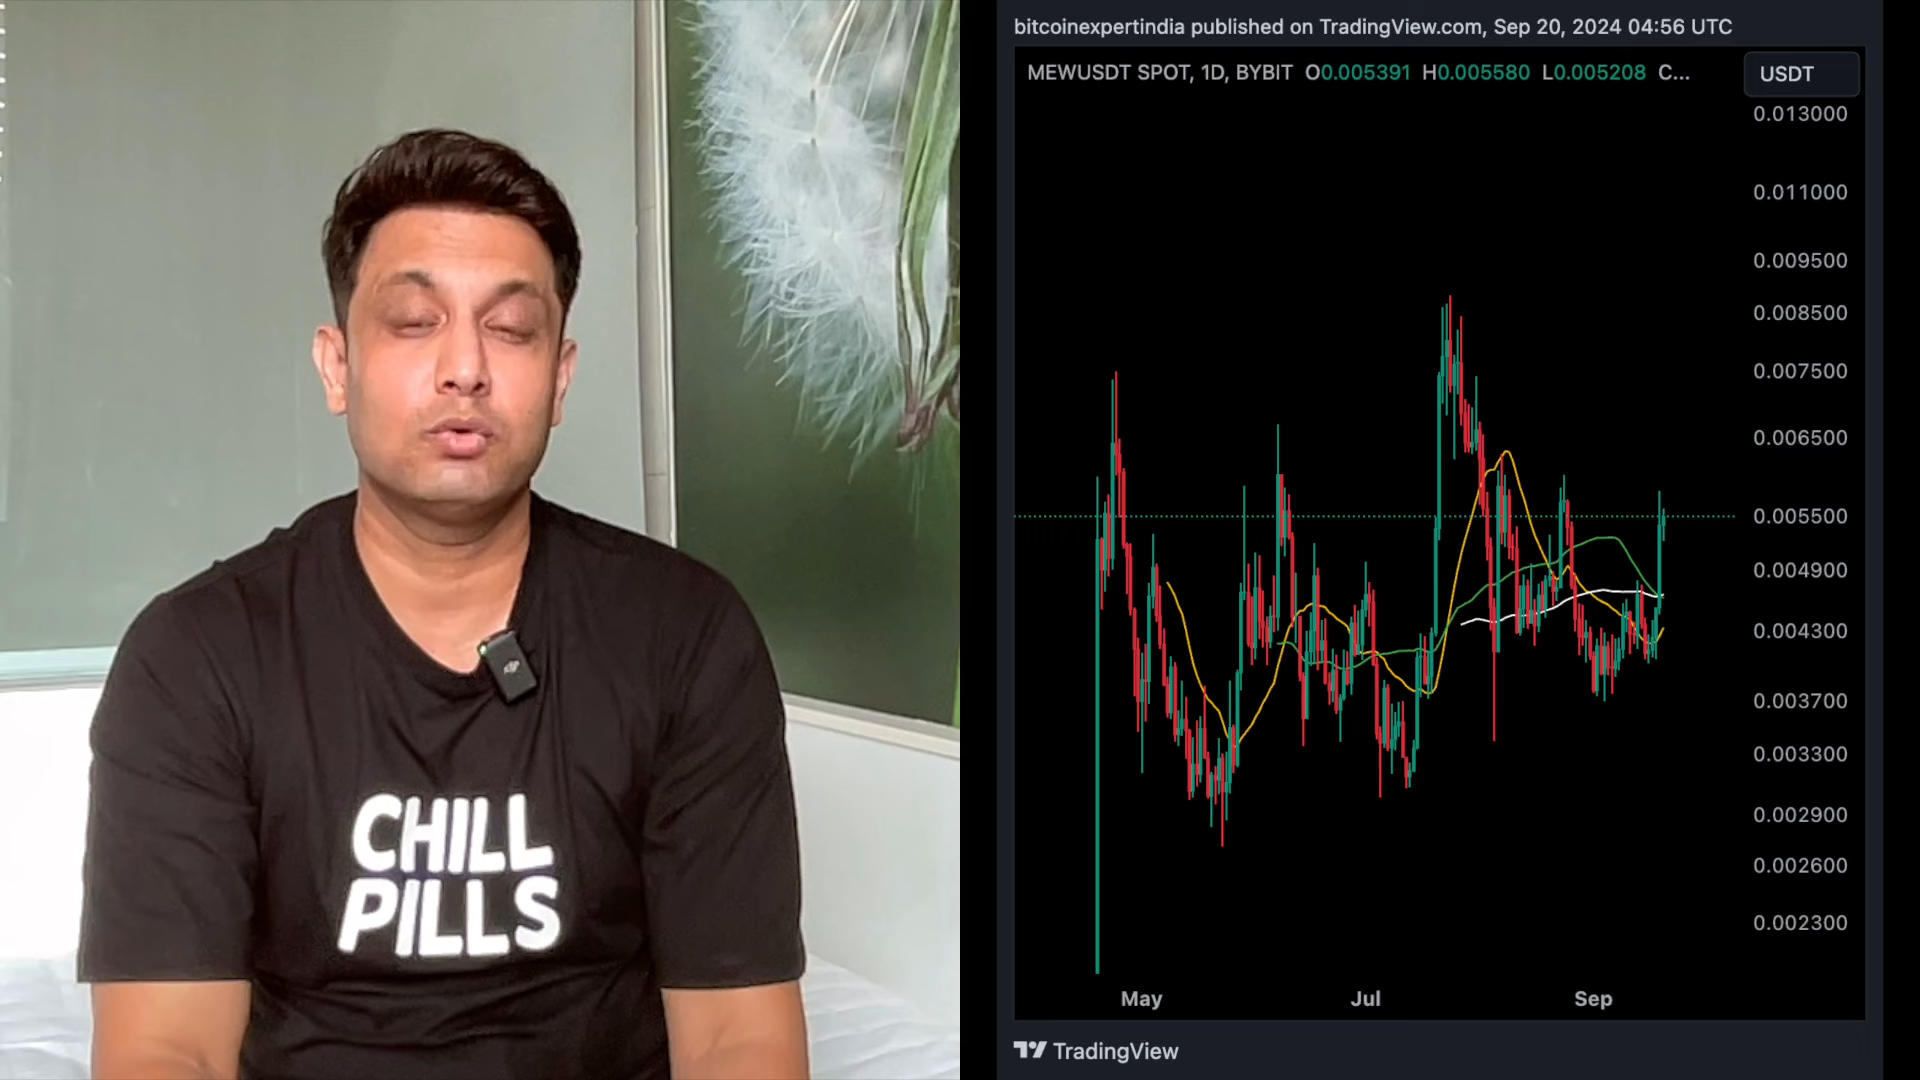 CHILL
PILLS
bitcoinexpertindia published on TradingView.com, Sep 20, 2024 04:56 UTC
MEWUSDT SPOT, 1D, BYBIT O0.005391 H0.005580 L0.005208 C...
USDT
0.013000
0.011000
0.009500
0.008500
0.007500
0.006500
0.005500
0.004900
0.004300
0.003700
0.003300
0.002900
0.002600
0.002300
May Jul Sep
TradingView